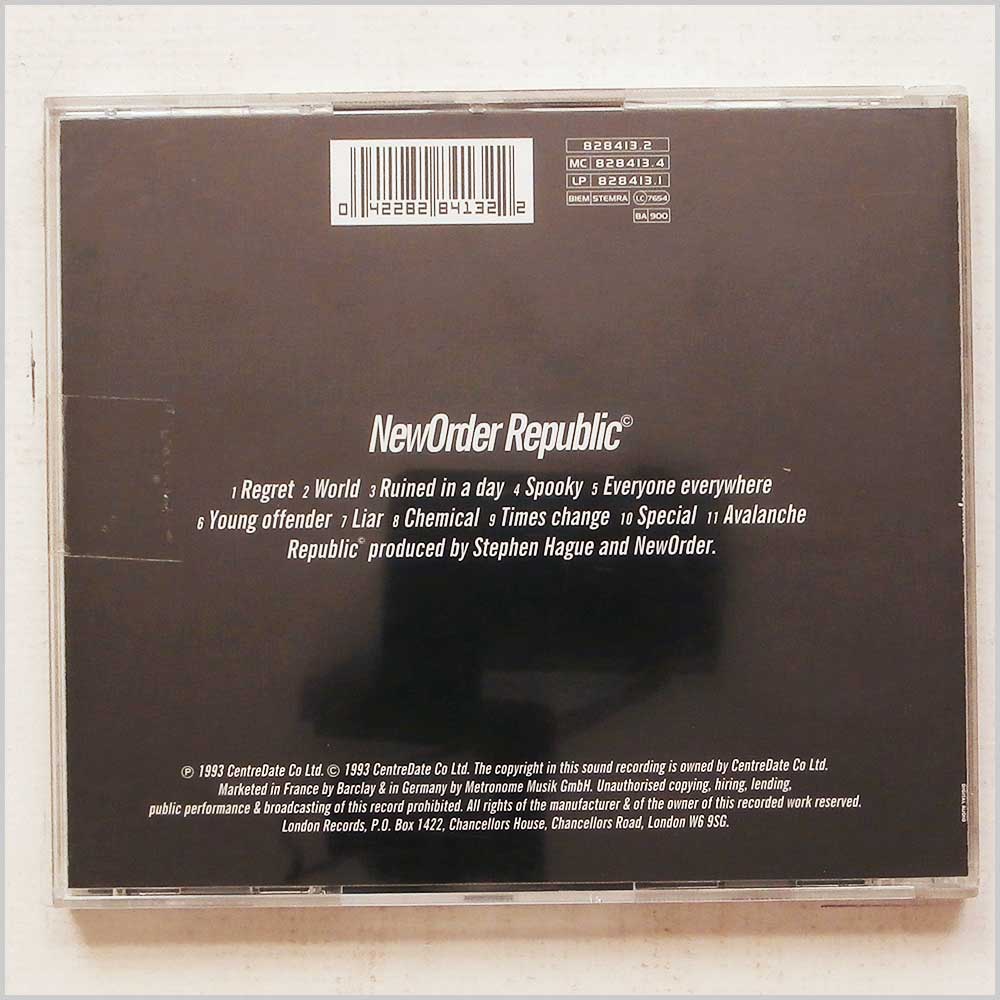 828413.2
MC 828413.4
LP 828413.1
BIEM STEMRA LC 7654
BA 900
0 42282 84132 2
NewOrder Republic©
1 Regret 2 World 3 Ruined in a day 4 Spooky 5 Everyone everywhere
6 Young offender 7 Liar 8 Chemical 9 Times change 10 Special 11 Avalanche
Republic© produced by Stephen Hague and NewOrder.
℗ 1993 CentreDate Co Ltd. © 1993 CentreDate Co Ltd. The copyright in this sound recording is owned by CentreDate Co Ltd.
Marketed in France by Barclay & in Germany by Metronome Musik GmbH. Unauthorised copying, hiring, lending,
public performance & broadcasting of this record prohibited. All rights of the manufacturer & of the owner of this recorded work reserved.
London Records, P.O. Box 1422, Chancellors House, Chancellors Road, London W6 9SG.
DIGITAL AUDIO